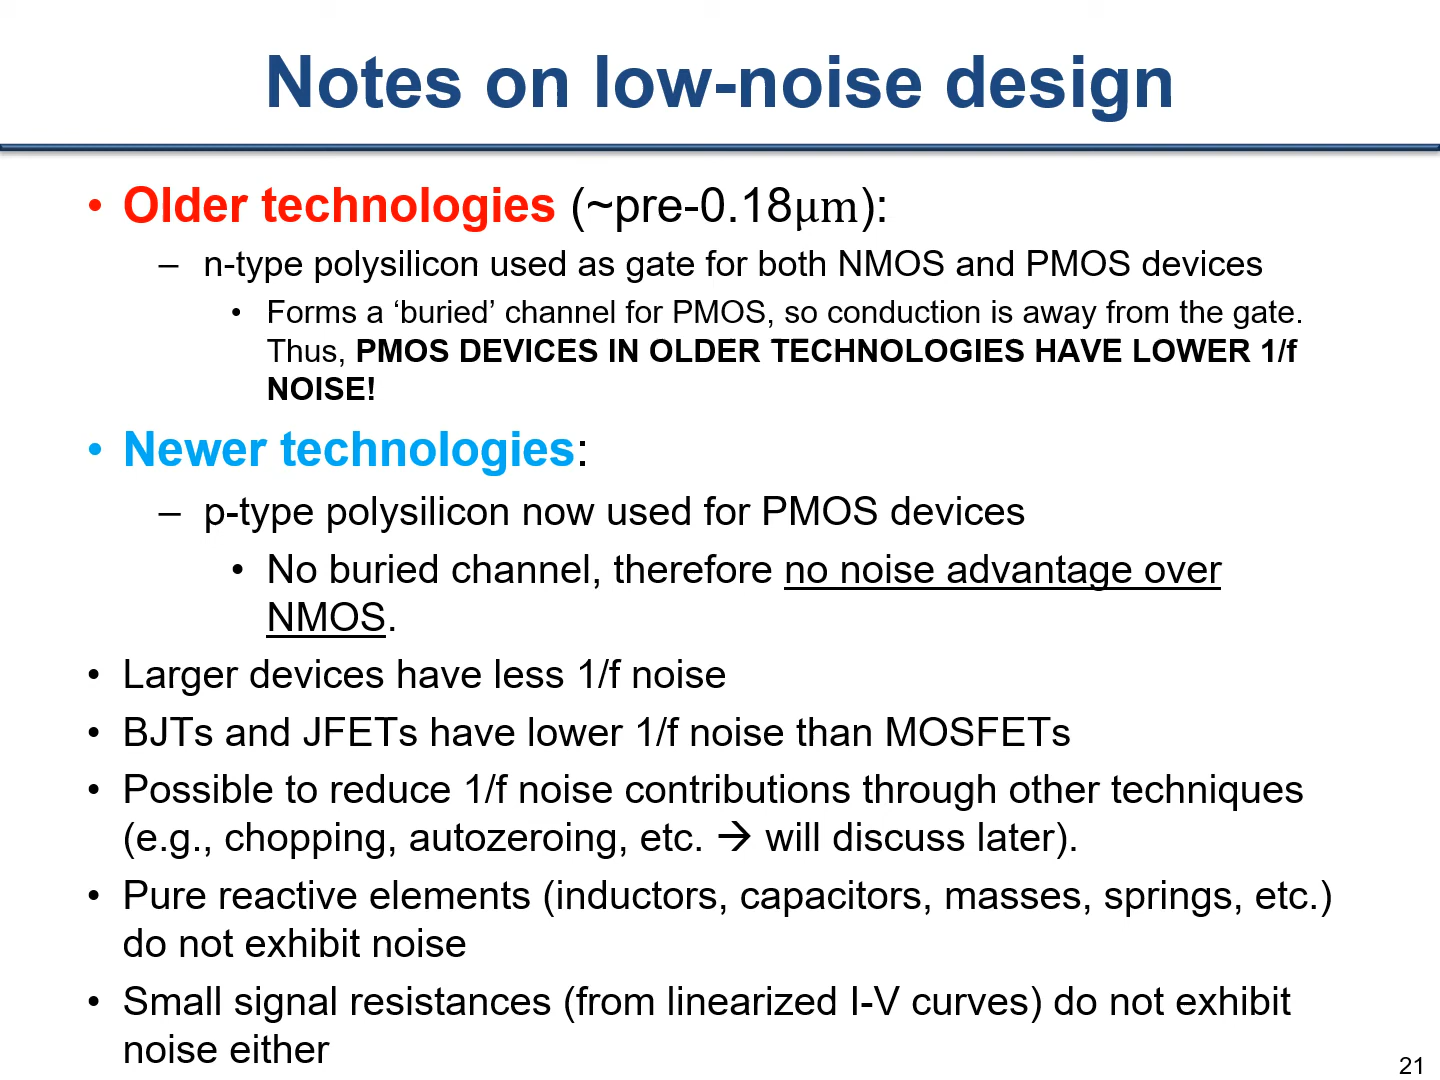 Notes on low-noise design
• Older technologies (~pre-0.18μm):
– n-type polysilicon used as gate for both NMOS and PMOS devices
• Forms a ‘buried’ channel for PMOS, so conduction is away from the gate.
Thus, PMOS DEVICES IN OLDER TECHNOLOGIES HAVE LOWER 1/f
NOISE!
• Newer technologies:
– p-type polysilicon now used for PMOS devices
• No buried channel, therefore no noise advantage over
NMOS.
• Larger devices have less 1/f noise
• BJTs and JFETs have lower 1/f noise than MOSFETs
• Possible to reduce 1/f noise contributions through other techniques
(e.g., chopping, autozeroing, etc. → will discuss later).
• Pure reactive elements (inductors, capacitors, masses, springs, etc.)
do not exhibit noise
• Small signal resistances (from linearized I-V curves) do not exhibit
noise either
21